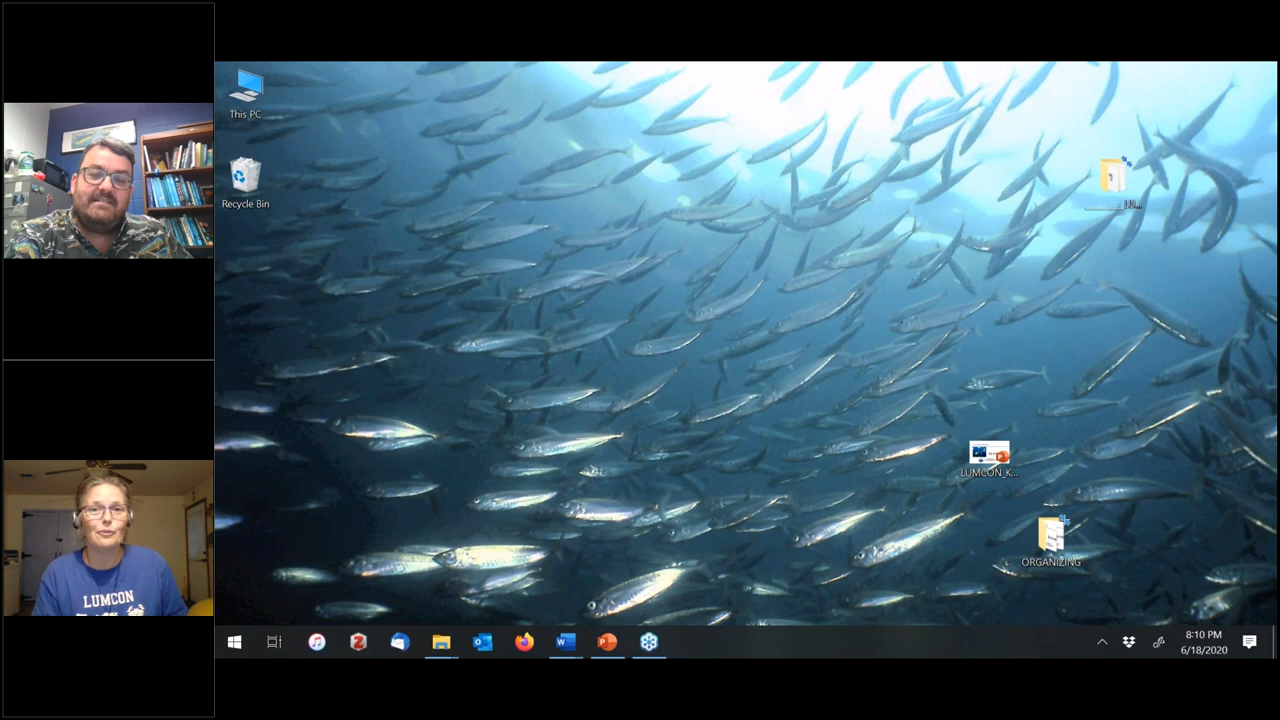 This PC
Recycle Bin
LUMCON_K...
ORGANIZING
LUMCON
8:10 PM
6/18/2020